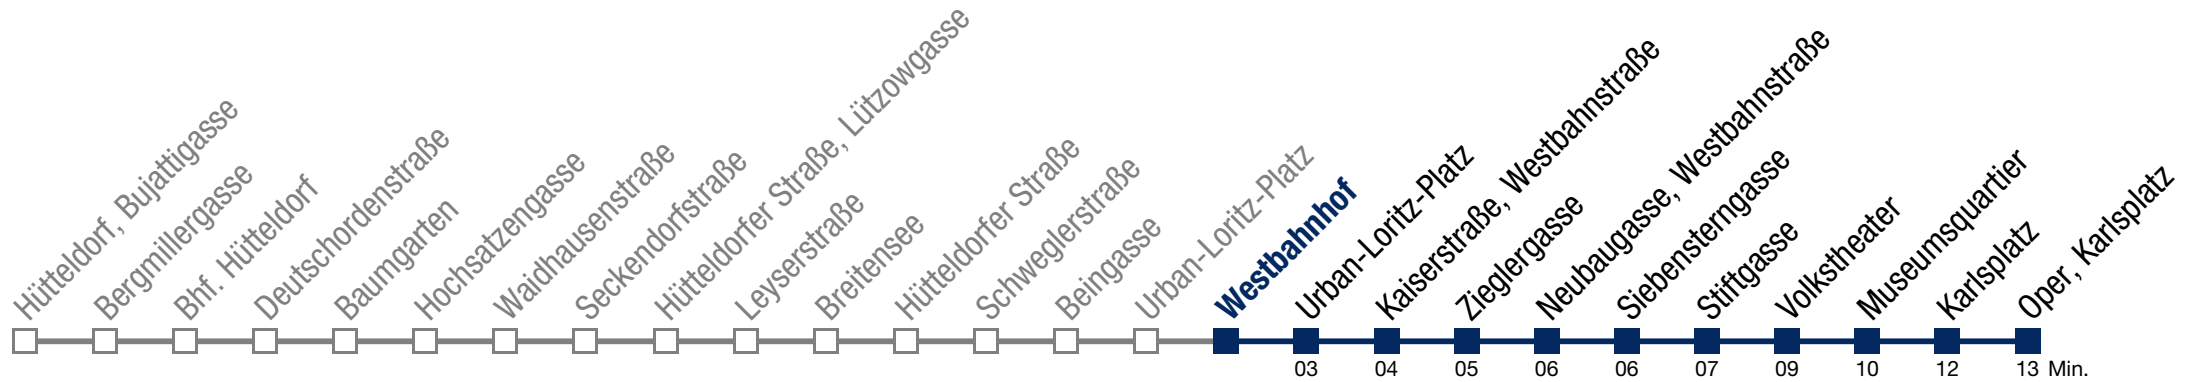 Hütteldorf, Bujattigasse
Bergmillergasse
Bhf. Hütteldorf
Deutschordenstraße
Baumgarten
Hochsatzengasse
Waidhausenstraße
Seckendorfstraße
Hütteldorfer Straße, Lützowgasse
Leyserstraße
Breitensee
Hütteldorfer Straße
Schweglerstraße
Beingasse
Urban-Loritz-Platz
Westbahnhof
Urban-Loritz-Platz
Kaiserstraße, Westbahnstraße
Zieglergasse
Neubaugasse, Westbahnstraße
Siebensterngasse
Stiftgasse
Volkstheater
Museumsquartier
Karlsplatz
Oper, Karlsplatz
03 04 05 06 06 07 09 10 12 13 Min.